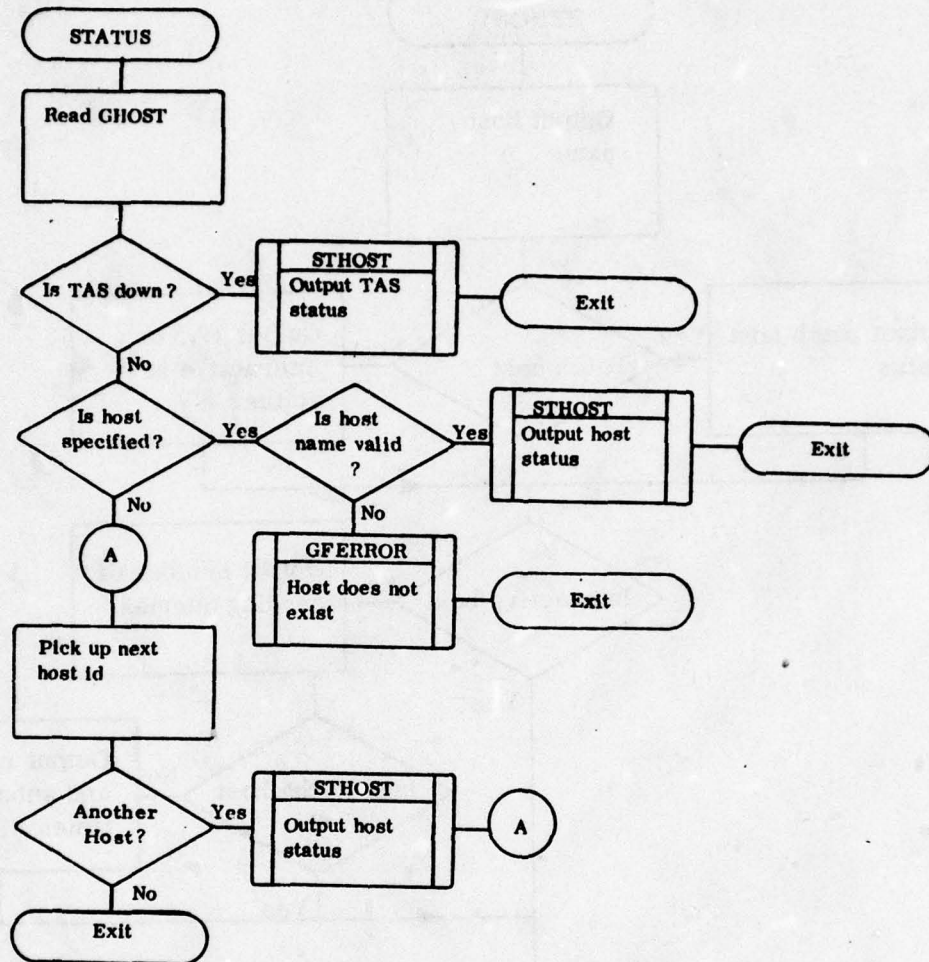 STATUS
Read GHOST
Is TAS down?
Yes
STHOST
Output TAS
status
Exit
No
Is host
specified?
Yes
Is host
name valid
?
Yes
STHOST
Output host
status
Exit
No
No
A
GFERROR
Host does not
exist
Exit
Pick up next
host id
Another
Host?
Yes
STHOST
Output host
status
A
No
Exit